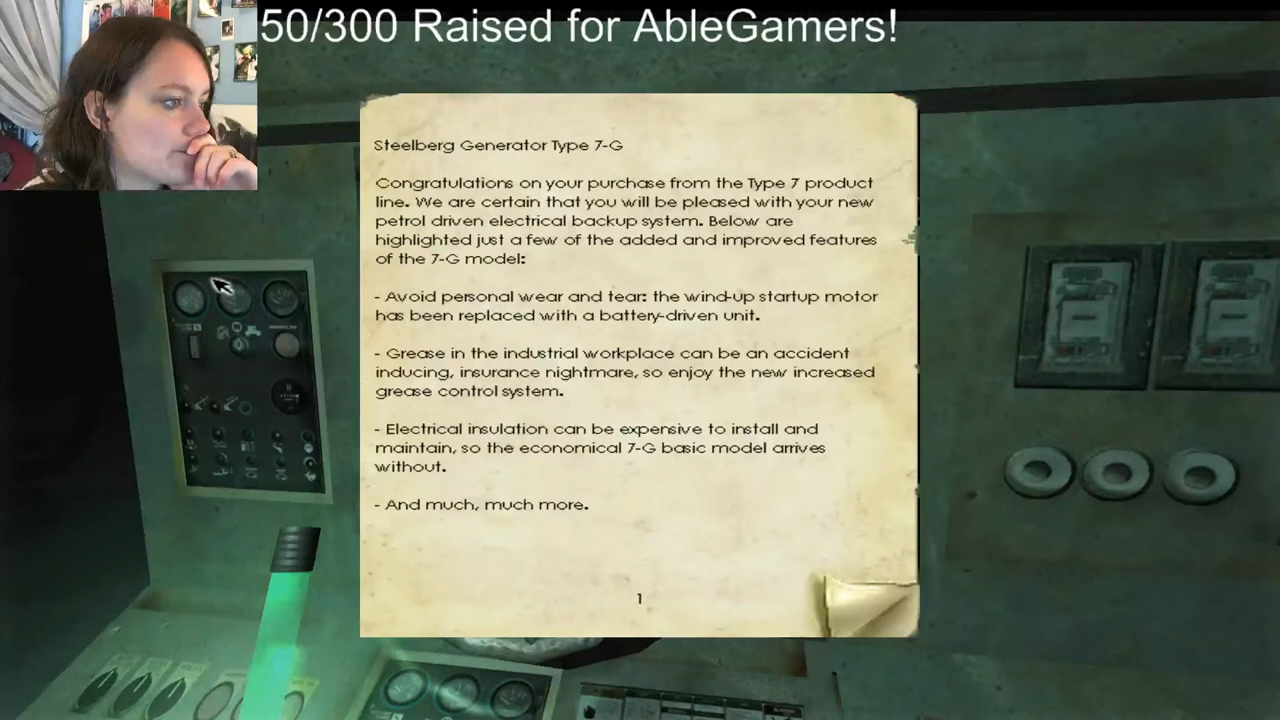 50/300 Raised for AbleGamers!
Steelberg Generator Type 7-G
Congratulations on your purchase from the Type 7 product
line. We are certain that you will be pleased with your new
petrol driven electrical backup system. Below are
highlighted just a few of the added and improved features
of the 7-G model:
- Avoid personal wear and tear: the wind-up startup motor
has been replaced with a battery-driven unit.
- Grease in the industrial workplace can be an accident
inducing, insurance nightmare, so enjoy the new increased
grease control system.
- Electrical insulation can be expensive to install and
maintain, so the economical 7-G basic model arrives
without.
- And much, much more.
1